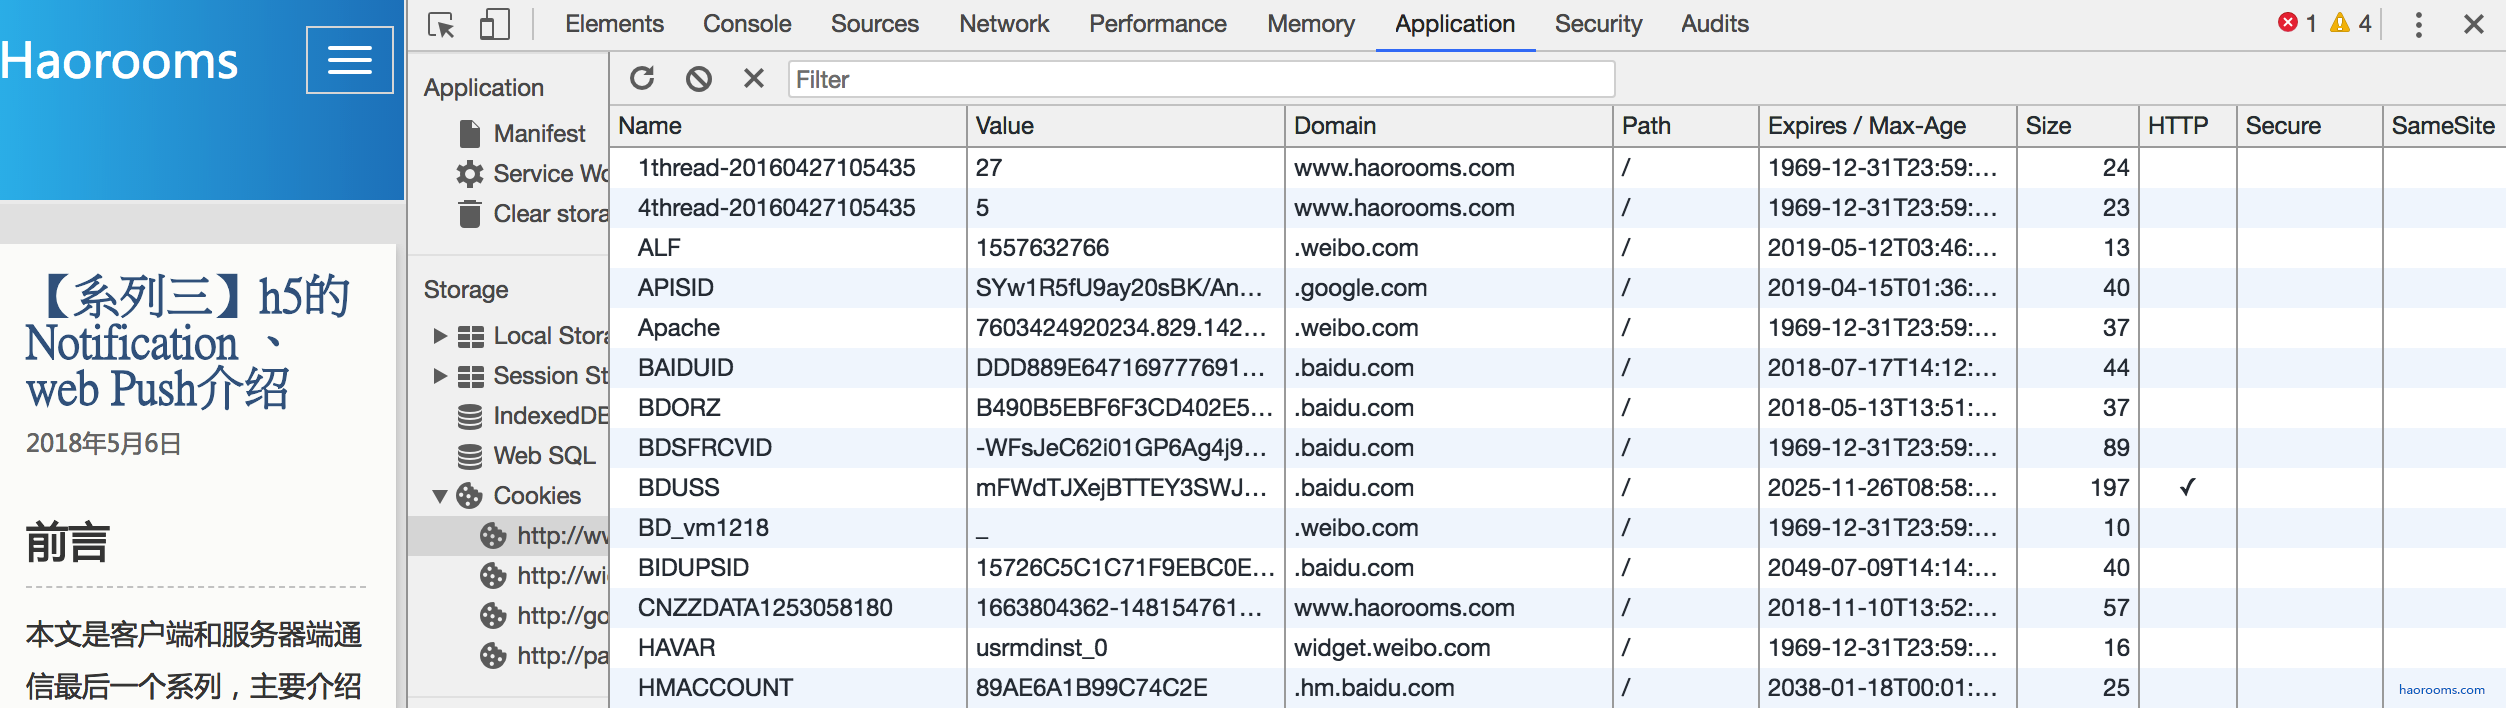 Haorooms
【系列三】h5的
Notification 、
web Push介绍
2018年5月6日
前言
本文是客户端和服务器端通
信最后一个系列，主要介绍
Elements Console Sources Network Performance Memory Application Security Audits 1 4
Application
Manifest
Service Wo
Clear stora
Storage
Local Stora
Session St
IndexedDB
Web SQL
Cookies
http://ww
http://wi
http://go
http://pa
Filter
Name Value Domain Path Expires / Max-Age Size HTTP Secure SameSite
1thread-20160427105435 27 www.haorooms.com / 1969-12-31T23:59:... 24
4thread-20160427105435 5 www.haorooms.com / 1969-12-31T23:59:... 23
ALF 1557632766 .weibo.com / 2019-05-12T03:46:... 13
APISID SYw1R5fU9ay20sBK/An... .google.com / 2019-04-15T01:36:... 40
Apache 7603424920234.829.142... .weibo.com / 1969-12-31T23:59:... 37
BAIDUID DDD889E647169777691... .baidu.com / 2018-07-17T14:12:... 44
BDORZ B490B5EBF6F3CD402E5... .baidu.com / 2018-05-13T13:51:... 37
BDSFRCVID -WFsJeC62i01GP6Ag4j9... .baidu.com / 1969-12-31T23:59:... 89
BDUSS mFWdTJXejBTTEY3SWJ... .baidu.com / 2025-11-26T08:58:... 197 ✓
BD_vm1218 _ .weibo.com / 1969-12-31T23:59:... 10
BIDUPSID 15726C5C1C71F9EBC0E... .baidu.com / 2049-07-09T14:14:... 40
CNZZDATA1253058180 1663804362-148154761... www.haorooms.com / 2018-11-10T13:52:... 57
HAVAR usrmdinst_0 widget.weibo.com / 1969-12-31T23:59:... 16
HMACCOUNT 89AE6A1B99C74C2E .hm.baidu.com / 2038-01-18T00:01:... 25
haorooms.com